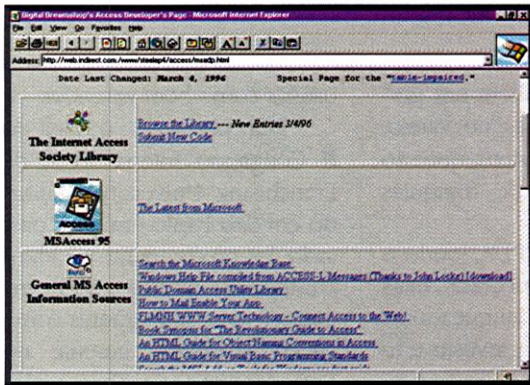 Digital Brewshop's Access Developer's Page - Microsoft Internet Explorer
File Edit View Go Favorites Help
Address: http://web.indirect.com./www/steelep4/access/msadp.html
Date Last Changed: March 4, 1996 Special Page for the "table-impaired."
The Internet Access
Society Library
Browse the Library --- New Entries 3/4/96
Submit New Code
ACCESS
MSAccess 95
The Latest from Microsoft
General MS Access
Information Sources
Search the Microsoft Knowledge Base
Windows Help File compiled from ACCESS-L Messages (Thanks to John Locke) [download]
Public Domain Access Utility Library
How to Mail Enable Your App
FLMNH WWW Server Technology - Connect Access to the Web!
Book Synopsis for "The Revolutionary Guide to Access"
An HTML Guide for Object Naming Conventions in Access
An HTML Guide for Visual Basic Programming Standards